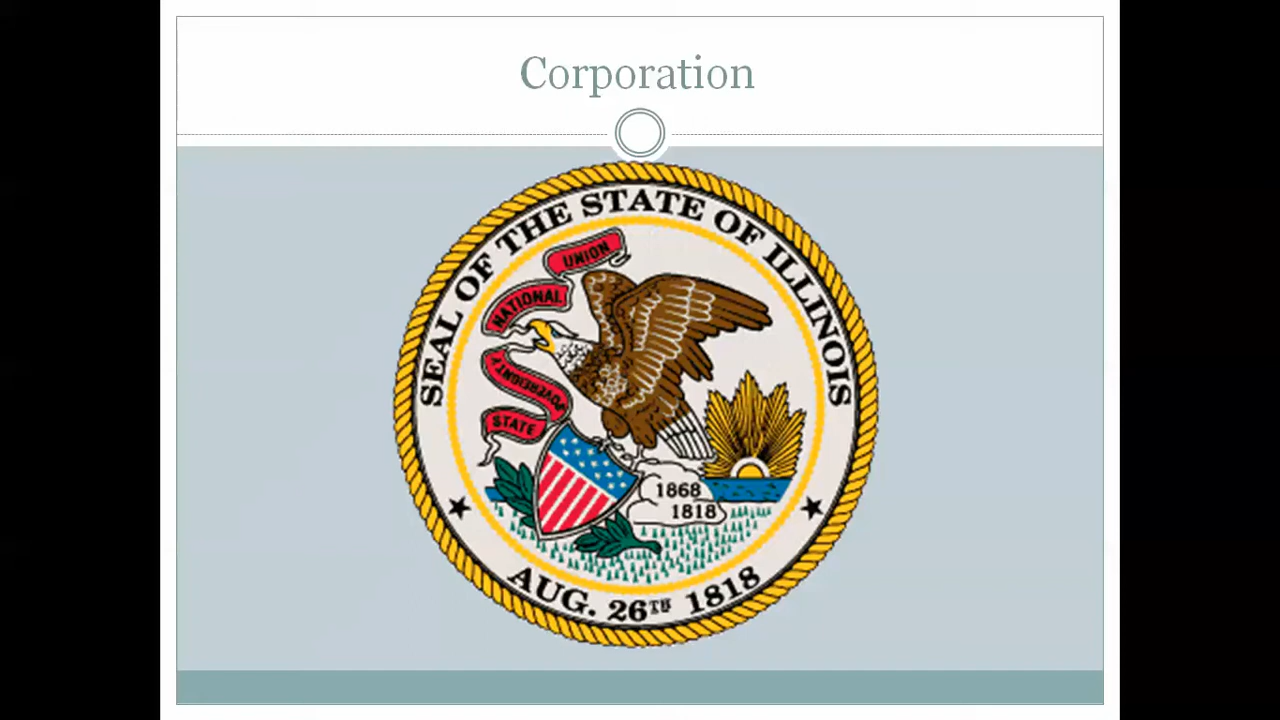 Corporation
SEAL OF THE STATE OF ILLINOIS
UNION
NATIONAL
SOVEREIGNTY
STATE
1868
1818
AUG. 26TH 1818